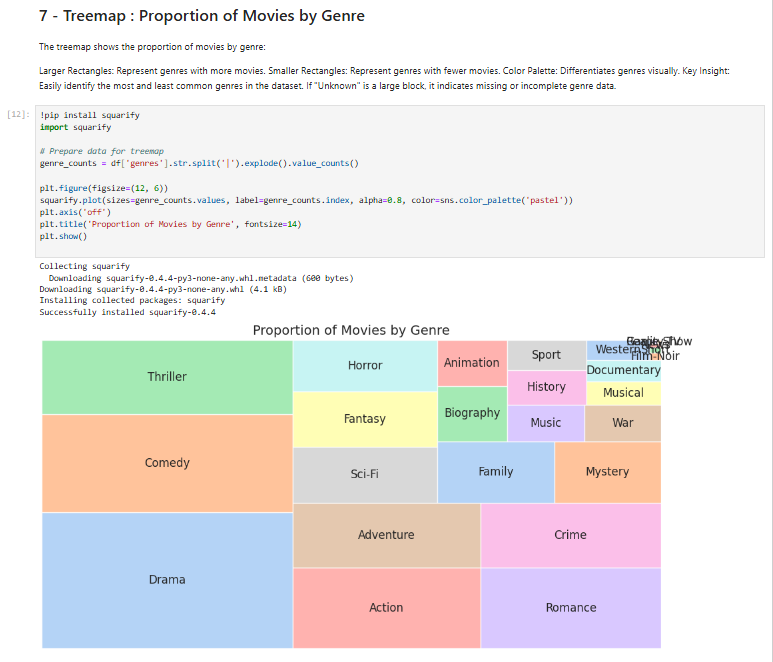 7 - Treemap : Proportion of Movies by Genre
The treemap shows the proportion of movies by genre:
Larger Rectangles: Represent genres with more movies. Smaller Rectangles: Represent genres with fewer movies. Color Palette: Differentiates genres visually. Key Insight:
Easily identify the most and least common genres in the dataset. If "Unknown" is a large block, it indicates missing or incomplete genre data.
[12]:
!pip install squarify
import squarify
# Prepare data for treemap
genre_counts = df['genres'].str.split('|').explode().value_counts()
plt.figure(figsize=(12, 6))
squarify.plot(sizes=genre_counts.values, label=genre_counts.index, alpha=0.8, color=sns.color_palette('pastel'))
plt.axis('off')
plt.title('Proportion of Movies by Genre', fontsize=14)
plt.show()
Collecting squarify
Downloading squarify-0.4.4-py3-none-any.whl.metadata (600 bytes)
Downloading squarify-0.4.4-py3-none-any.whl (4.1 kB)
Installing collected packages: squarify
Successfully installed squarify-0.4.4
Proportion of Movies by Genre
Thriller
Comedy
Drama
Horror
Fantasy
Sci-Fi
Adventure
Action
Animation
Biography
Sport
History
Music
Western
Film-Noir
Documentary
Musical
War
Family
Mystery
Crime
Romance